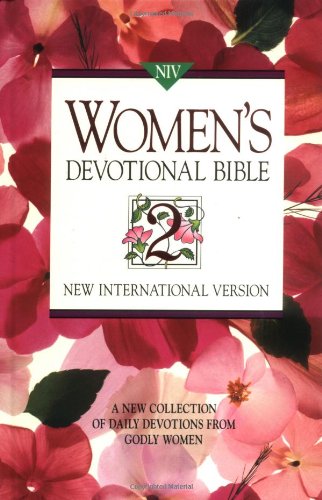 NIV
WOMEN'S
DEVOTIONAL BIBLE
2
NEW INTERNATIONAL VERSION
A NEW COLLECTION
OF DAILY DEVOTIONS FROM
GODLY WOMEN